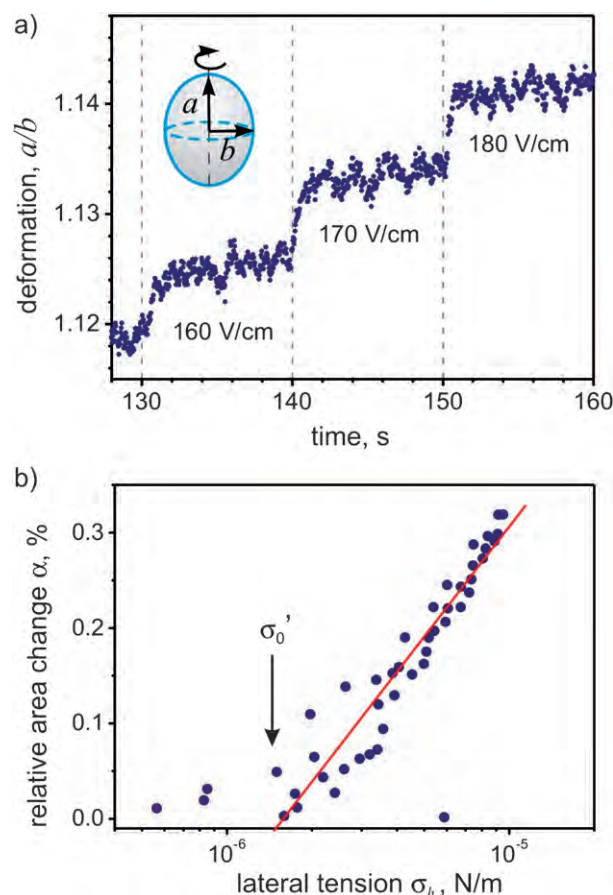 a)
1.14
1.13
1.12
deformation, a/b
a
b
160 V/cm
170 V/cm
180 V/cm
130
140
150
160
time, s
b)
0.3
0.2
0.1
0.0
relative area change α, %
σ₀’
10⁻⁶
10⁻⁵
lateral tension σₕ, N/m